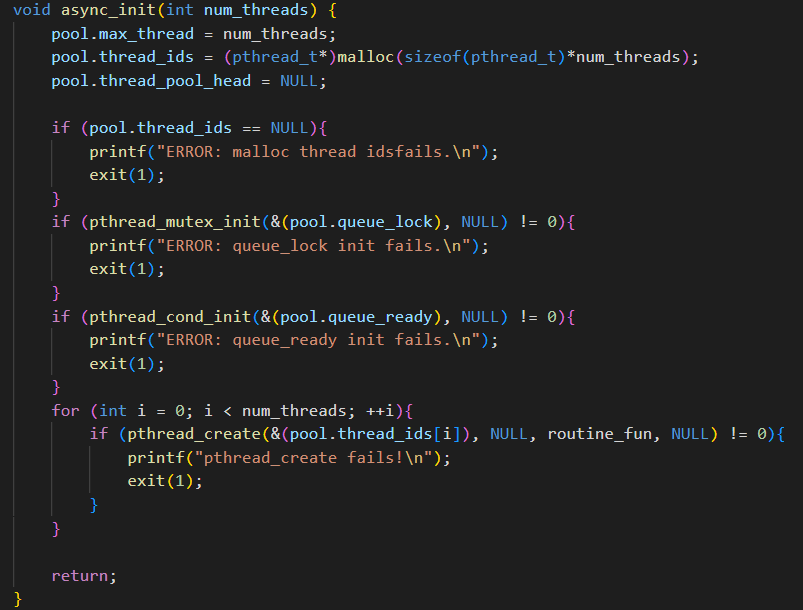 void async_init(int num_threads) {
    pool.max_thread = num_threads;
    pool.thread_ids = (pthread_t*)malloc(sizeof(pthread_t)*num_threads);
    pool.thread_pool_head = NULL;

    if (pool.thread_ids == NULL){
        printf("ERROR: malloc thread idsfails.\n");
        exit(1);
    }
    if (pthread_mutex_init(&(pool.queue_lock), NULL) != 0){
        printf("ERROR: queue_lock init fails.\n");
        exit(1);
    }
    if (pthread_cond_init(&(pool.queue_ready), NULL) != 0){
        printf("ERROR: queue_ready init fails.\n");
        exit(1);
    }
    for (int i = 0; i < num_threads; ++i){
        if (pthread_create(&(pool.thread_ids[i]), NULL, routine_fun, NULL) != 0){
            printf("pthread_create fails!\n");
            exit(1);
        }
    }

    return;
}